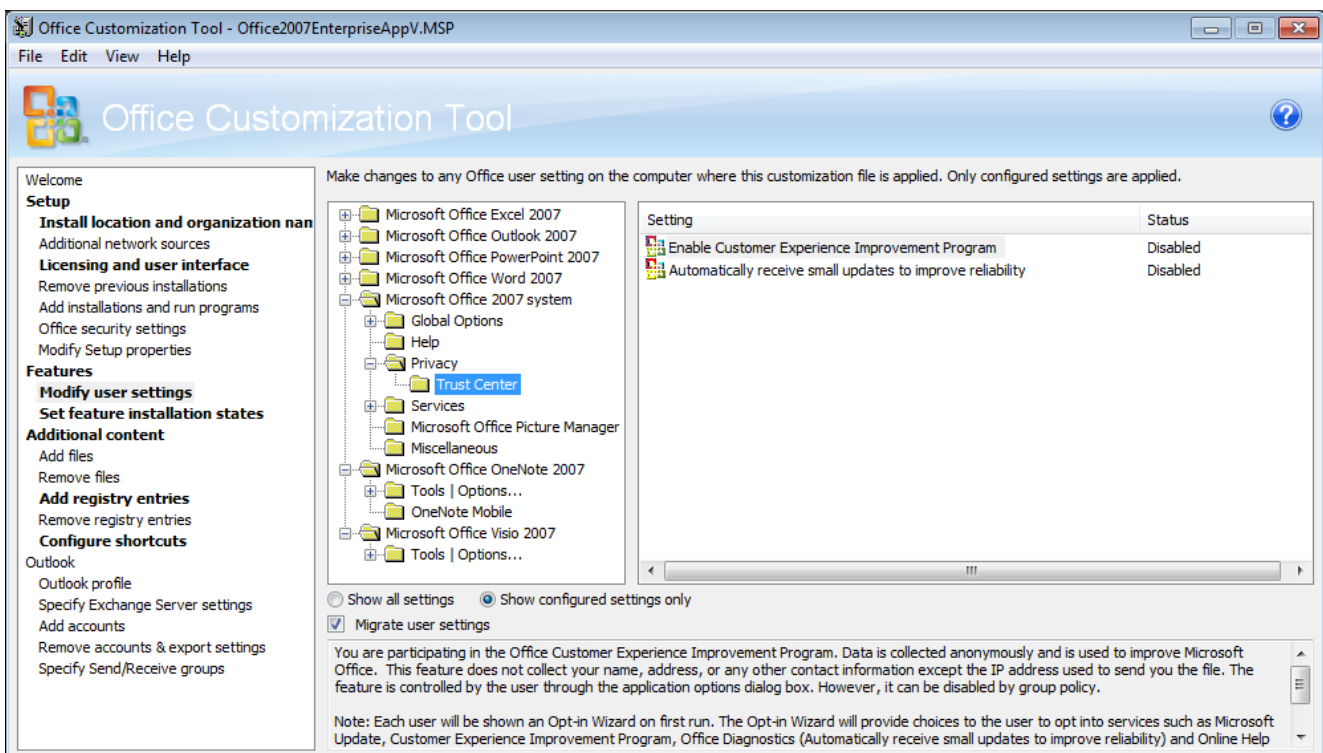 Office Customization Tool - Office2007EnterpriseAppV.MSP
File Edit View Help
Office Customization Tool
Welcome
Setup
Install location and organization nan
Additional network sources
Licensing and user interface
Remove previous installations
Add installations and run programs
Office security settings
Modify Setup properties
Features
Modify user settings
Set feature installation states
Additional content
Add files
Remove files
Add registry entries
Remove registry entries
Configure shortcuts
Outlook
Outlook profile
Specify Exchange Server settings
Add accounts
Remove accounts & export settings
Specify Send/Receive groups
Make changes to any Office user setting on the computer where this customization file is applied. Only configured settings are applied.
Microsoft Office Excel 2007
Microsoft Office Outlook 2007
Microsoft Office PowerPoint 2007
Microsoft Office Word 2007
Microsoft Office 2007 system
Global Options
Help
Privacy
Trust Center
Services
Microsoft Office Picture Manager
Miscellaneous
Microsoft Office OneNote 2007
Tools | Options...
OneNote Mobile
Microsoft Office Visio 2007
Tools | Options...
Setting Status
Enable Customer Experience Improvement Program Disabled
Automatically receive small updates to improve reliability Disabled
Show all settings Show configured settings only
Migrate user settings
You are participating in the Office Customer Experience Improvement Program. Data is collected anonymously and is used to improve Microsoft
Office. This feature does not collect your name, address, or any other contact information except the IP address used to send you the file. The
feature is controlled by the user through the application options dialog box. However, it can be disabled by group policy.
Note: Each user will be shown an Opt-in Wizard on first run. The Opt-in Wizard will provide choices to the user to opt into services such as Microsoft
Update, Customer Experience Improvement Program, Office Diagnostics (Automatically receive small updates to improve reliability) and Online Help